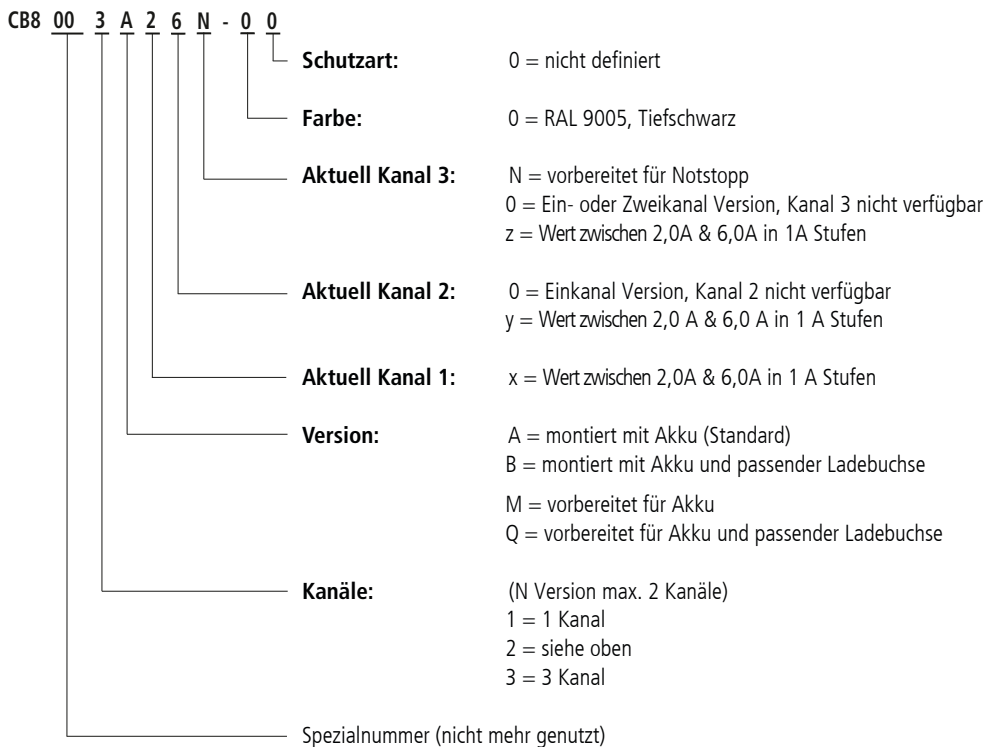 CB8 00 3 A 2 6 N - 0 0
Schutzart: 0 = nicht definiert
Farbe: 0 = RAL 9005, Tiefschwarz
Aktuell Kanal 3: N = vorbereitet für Notstopp
0 = Ein- oder Zweikanal Version, Kanal 3 nicht verfügbar
z = Wert zwischen 2,0A & 6,0A in 1A Stufen
Aktuell Kanal 2: 0 = Einkanal Version, Kanal 2 nicht verfügbar
y = Wert zwischen 2,0 A & 6,0 A in 1 A Stufen
Aktuell Kanal 1: x = Wert zwischen 2,0A & 6,0A in 1 A Stufen
Version: A = montiert mit Akku (Standard)
B = montiert mit Akku und passender Ladebuchse
M = vorbereitet für Akku
Q = vorbereitet für Akku und passender Ladebuchse
Kanäle: (N Version max. 2 Kanäle)
1 = 1 Kanal
2 = siehe oben
3 = 3 Kanal
Spezialnummer (nicht mehr genutzt)